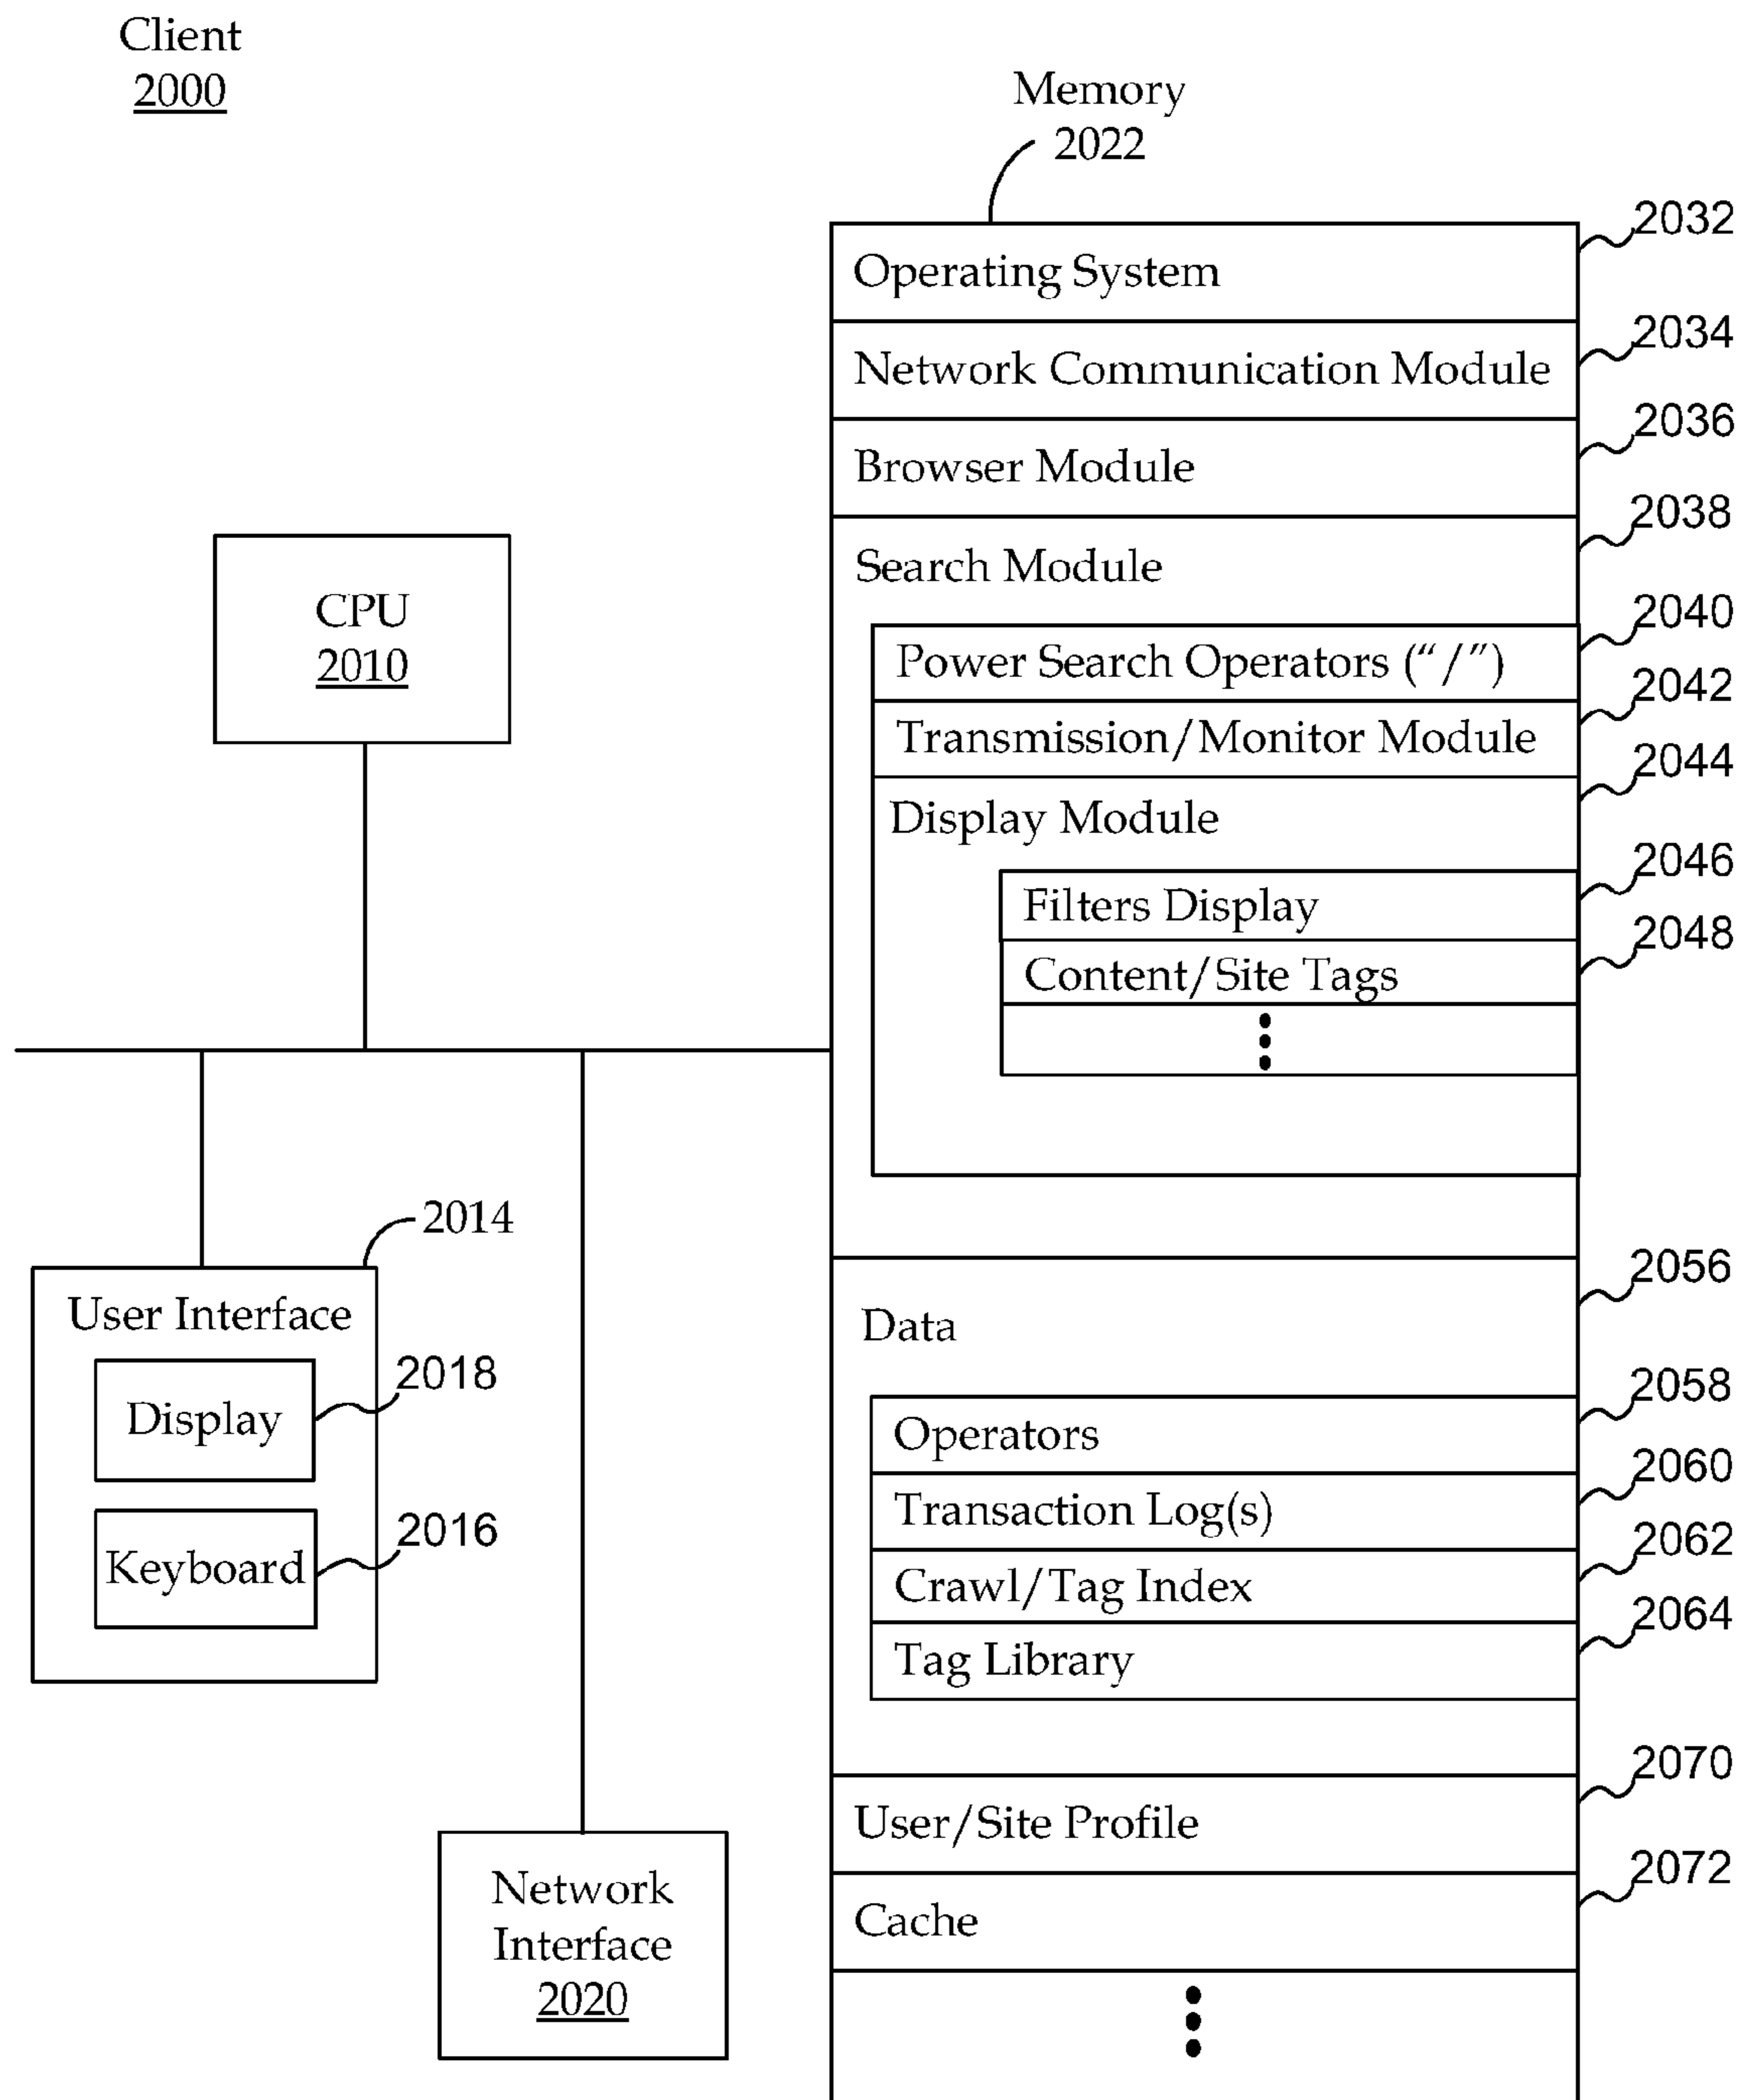 Client
2000
Memory
2022
Operating System
2032
Network Communication Module
2034
Browser Module
2036
Search Module
2038
Power Search Operators (“/”)
2040
Transmission/Monitor Module
2042
Display Module
2044
Filters Display
2046
Content/Site Tags
2048
CPU
2010
2014
User Interface
Display
2018
Keyboard
2016
Network
Interface
2020
Data
2056
Operators
2058
Transaction Log(s)
2060
Crawl/Tag Index
2062
Tag Library
2064
User/Site Profile
2070
Cache
2072